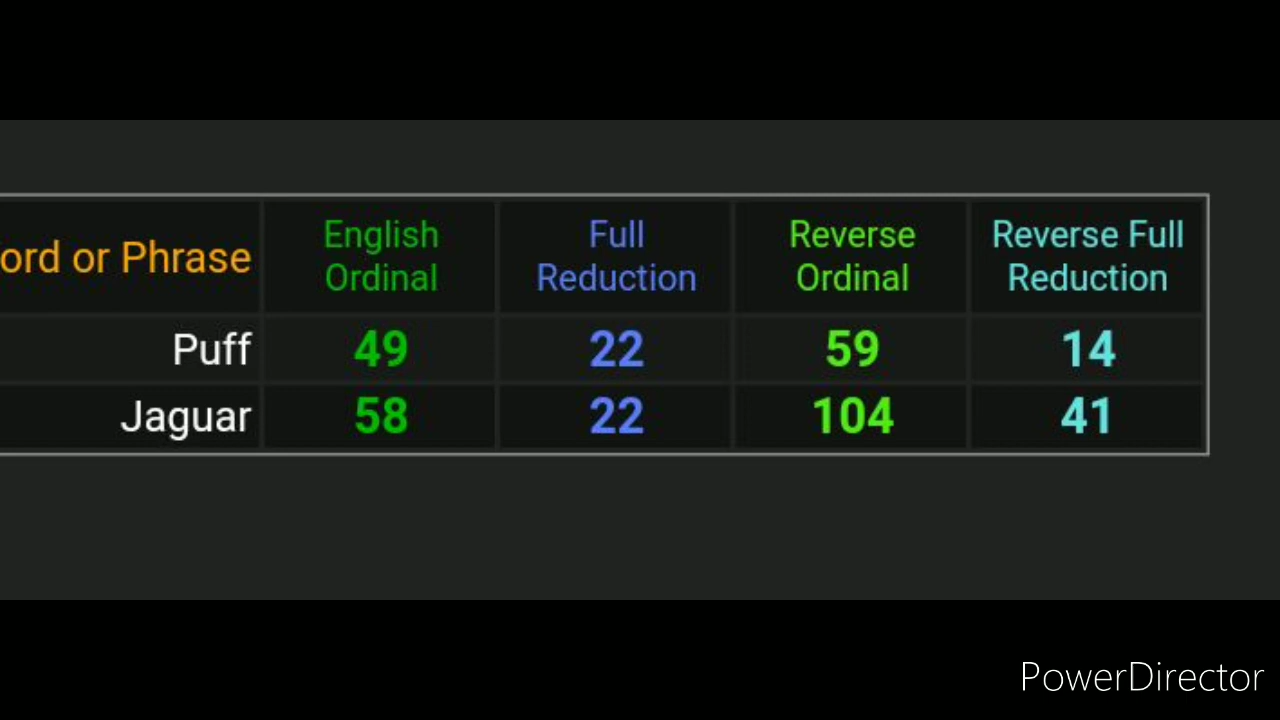 ord or Phrase English Ordinal Full Reduction Reverse Ordinal Reverse Full Reduction
Puff 49 22 59 14
Jaguar 58 22 104 41
PowerDirector